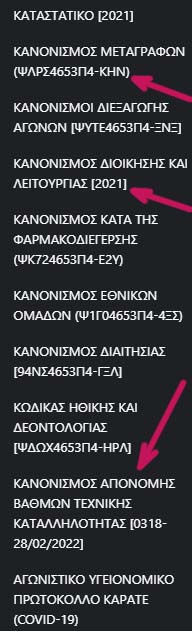 ΚΑΤΑΣΤΑΤΙΚΟ [2021]
ΚΑΝΟΝΙΣΜΟΣ ΜΕΤΑΓΡΑΦΩΝ
(ΨΛΡΣ4653Π4-ΚΗΝ)
ΚΑΝΟΝΙΣΜΟΙ ΔΙΕΞΑΓΩΓΗΣ
ΑΓΩΝΩΝ [ΨΥΤΕ4653Π4-ΞΝΞ]
ΚΑΝΟΝΙΣΜΟΣ ΔΙΟΙΚΗΣΗΣ ΚΑΙ
ΛΕΙΤΟΥΡΓΙΑΣ [2021]
ΚΑΝΟΝΙΣΜΟΣ ΚΑΤΑ ΤΗΣ
ΦΑΡΜΑΚΟΔΙΕΓΕΡΣΗΣ
(ΨΚ724653Π4-Ε2Υ)
ΚΑΝΟΝΙΣΜΟΣ ΕΘΝΙΚΩΝ
ΟΜΑΔΩΝ (Ψ1Γ04653Π4-4ΞΣ)
ΚΑΝΟΝΙΣΜΟΣ ΔΙΑΙΤΗΣΙΑΣ
[94ΝΣ4653Π4-ΓΞΛ]
ΚΩΔΙΚΑΣ ΗΘΙΚΗΣ ΚΑΙ
ΔΕΟΝΤΟΛΟΓΙΑΣ
[ΨΔΩΧ4653Π4-ΗΡΛ]
ΚΑΝΟΝΙΣΜΟΣ ΑΠΟΝΟΜΗΣ
ΒΑΘΜΩΝ ΤΕΧΝΙΚΗΣ
ΚΑΤΑΛΛΗΛΟΤΗΤΑΣ [0318-
28/02/2022]
ΑΓΩΝΙΣΤΙΚΟ ΥΓΕΙΟΝΟΜΙΚΟ
ΠΡΩΤΟΚΟΛΛΟ ΚΑΡΑΤΕ
(COVID-19)